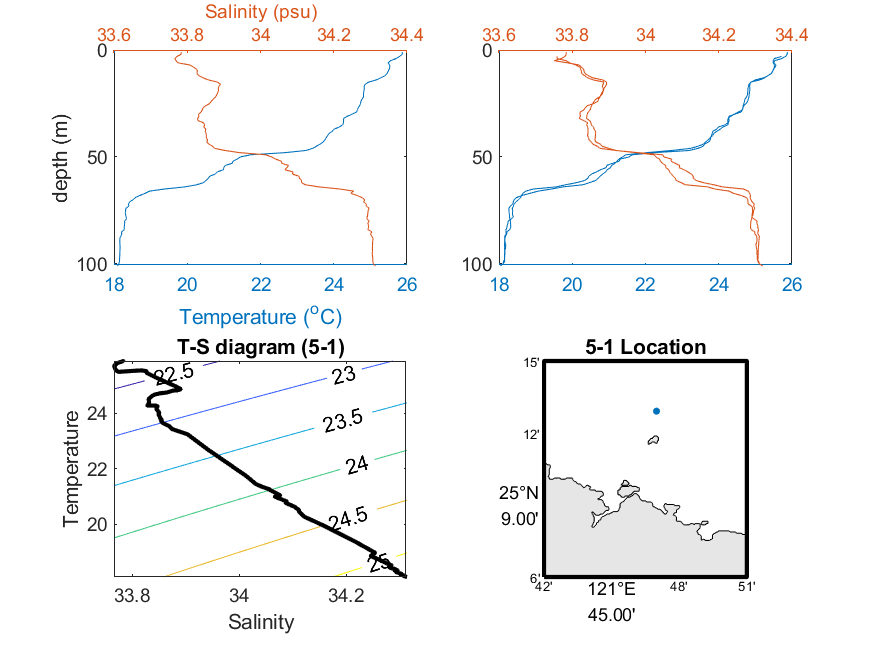 Salinity (psu)
33.6 33.8 34 34.2 34.4
33.6 33.8 34 34.2 34.4
0
50
100
depth (m)
0
50
100
18 20 22 24 26
18 20 22 24 26
Temperature (°C)
T-S diagram (5-1)
22.5
23
23.5
24
24.5
25
24
22
20
Temperature
33.8 34 34.2
Salinity
5-1 Location
15'
12'
25°N
9.00'
6'
42' 121°E 48' 51'
45.00'